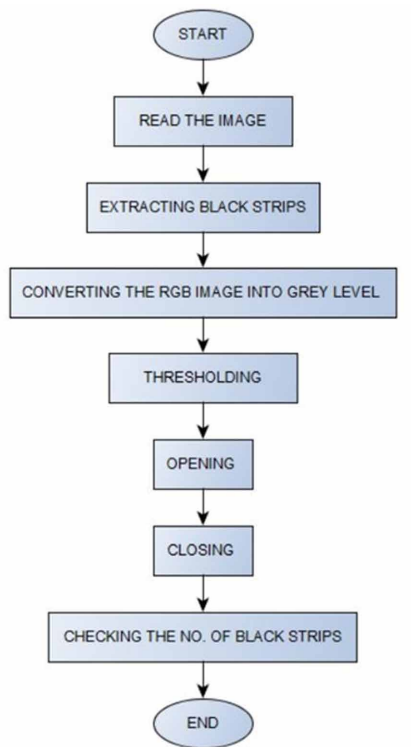 START
READ THE IMAGE
EXTRACTING BLACK STRIPS
CONVERTING THE RGB IMAGE INTO GREY LEVEL
THRESHOLDING
OPENING
CLOSING
CHECKING THE NO. OF BLACK STRIPS
END